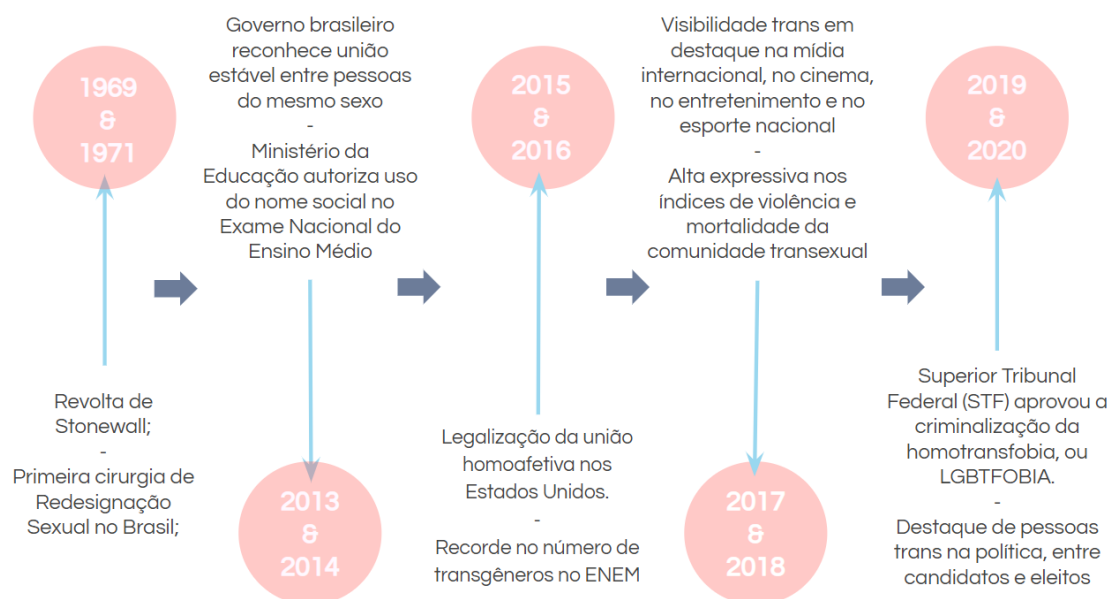 1969
&
1971
Revolta de
Stonewall;
-
Primeira cirurgia de
Redesignação
Sexual no Brasil;
Governo brasileiro
reconhece união
estável entre pessoas
do mesmo sexo
-
Ministério da
Educação autoriza uso
do nome social no
Exame Nacional do
Ensino Médio
2013
&
2014
2015
&
2016
Legalização da união
homoafetiva nos
Estados Unidos.
-
Recorde no número de
transgêneros no ENEM
Visibilidade trans em
destaque na mídia
internacional, no cinema,
no entretenimento e no
esporte nacional
-
Alta expressiva nos
índices de violência e
mortalidade da
comunidade transexual
2017
&
2018
2019
&
2020
Superior Tribunal
Federal (STF) aprovou a
criminalização da
homotransfobia, ou
LGBTFOBIA.
-
Destaque de pessoas
trans na política, entre
candidatos e eleitos